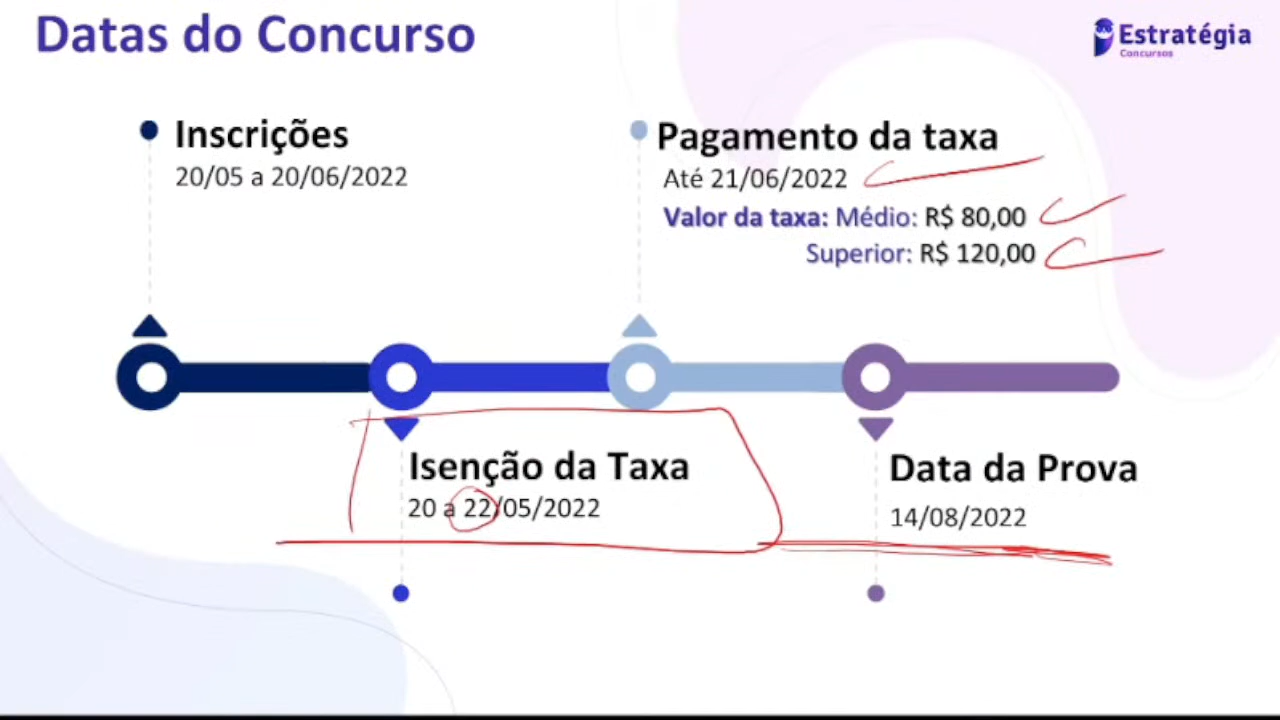 Datas do Concurso
Estratégia
Concursos
Inscrições
20/05 a 20/06/2022
Pagamento da taxa
Até 21/06/2022
Valor da taxa: Médio: R$ 80,00
Superior: R$ 120,00
Isenção da Taxa
20 a 22/05/2022
Data da Prova
14/08/2022